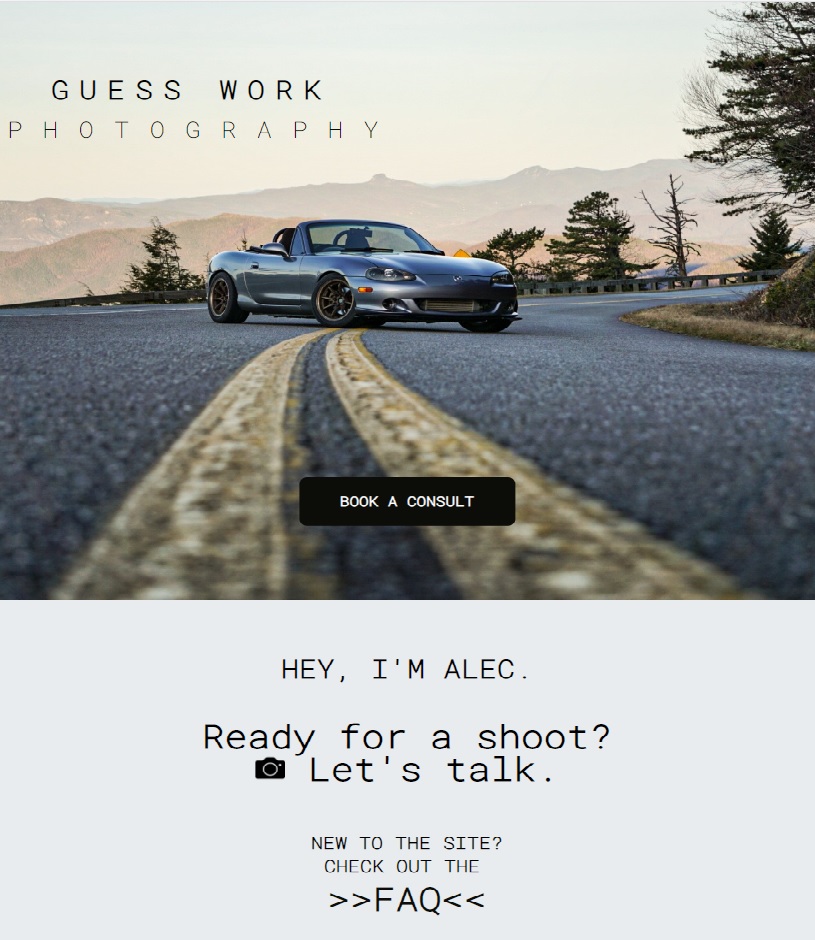 GUESS WORK
PHOTOGRAPHY
BOOK A CONSULT
HEY, I'M ALEC.
Ready for a shoot?
Let's talk.
NEW TO THE SITE?
CHECK OUT THE
>>FAQ<<